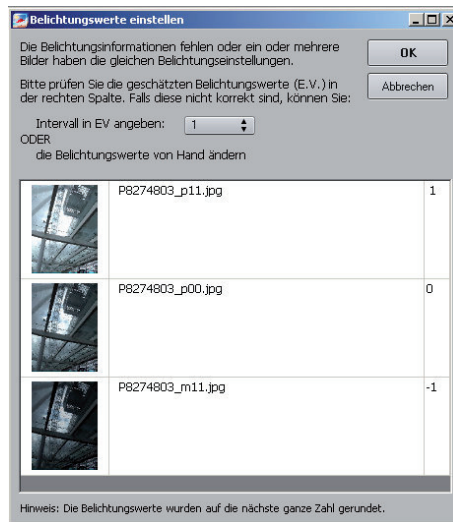 Belichtungswerte einstellen
Die Belichtungsinformationen fehlen oder ein oder mehrere
Bilder haben die gleichen Belichtungseinstellungen.
OK
Bitte prüfen Sie die geschätzten Belichtungswerte (E.V.) in
der rechten Spalte. Falls diese nicht korrekt sind, können Sie:
Abbrechen
Intervall in EV angeben: 1
ODER
die Belichtungswerte von Hand ändern
P8274803_p11.jpg 1
P8274803_p00.jpg 0
P8274803_m11.jpg -1
Hinweis: Die Belichtungswerte wurden auf die nächste ganze Zahl gerundet.